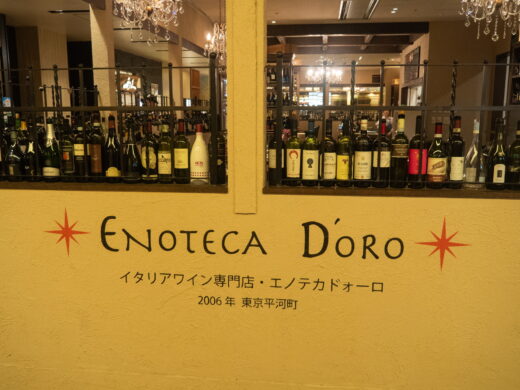 ENOTECA D'ORO
イタリアワイン専門店・エノテカドォーロ
2006年 東京平河町